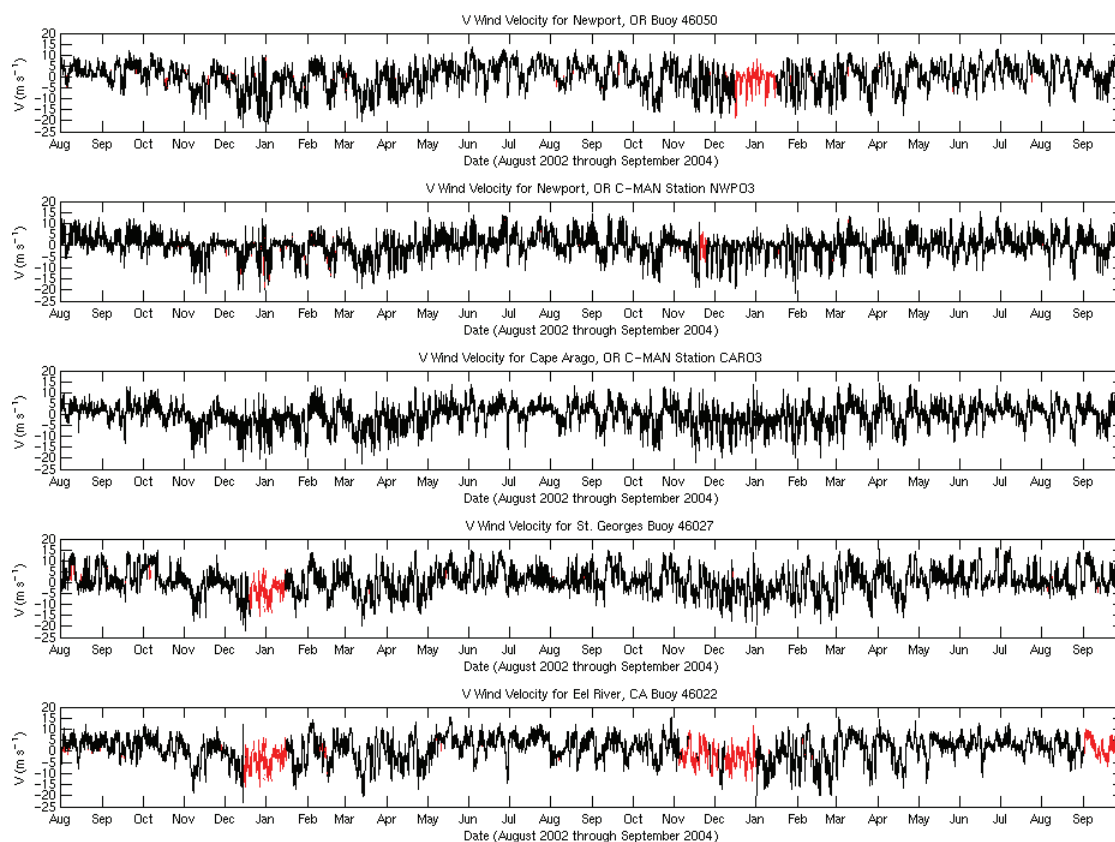 V Wind Velocity for Newport, OR Buoy 46050
20
15
10
5
0
-5
-10
-15
-20
-25
V (m s⁻¹)
Aug Sep Oct Nov Dec Jan Feb Mar Apr May Jun Jul Aug Sep Oct Nov Dec Jan Feb Mar Apr May Jun Jul Aug Sep
Date (August 2002 through September 2004)
V Wind Velocity for Newport, OR C-MAN Station NWPO3
20
15
10
5
0
-5
-10
-15
-20
-25
V (m s⁻¹)
Aug Sep Oct Nov Dec Jan Feb Mar Apr May Jun Jul Aug Sep Oct Nov Dec Jan Feb Mar Apr May Jun Jul Aug Sep
Date (August 2002 through September 2004)
V Wind Velocity for Cape Arago, OR C-MAN Station CARO3
20
15
10
5
0
-5
-10
-15
-20
-25
V (m s⁻¹)
Aug Sep Oct Nov Dec Jan Feb Mar Apr May Jun Jul Aug Sep Oct Nov Dec Jan Feb Mar Apr May Jun Jul Aug Sep
Date (August 2002 through September 2004)
V Wind Velocity for St. Georges Buoy 46027
20
15
10
5
0
-5
-10
-15
-20
-25
V (m s⁻¹)
Aug Sep Oct Nov Dec Jan Feb Mar Apr May Jun Jul Aug Sep Oct Nov Dec Jan Feb Mar Apr May Jun Jul Aug Sep
Date (August 2002 through September 2004)
V Wind Velocity for Eel River, CA Buoy 46022
20
15
10
5
0
-5
-10
-15
-20
-25
V (m s⁻¹)
Aug Sep Oct Nov Dec Jan Feb Mar Apr May Jun Jul Aug Sep Oct Nov Dec Jan Feb Mar Apr May Jun Jul Aug Sep
Date (August 2002 through September 2004)